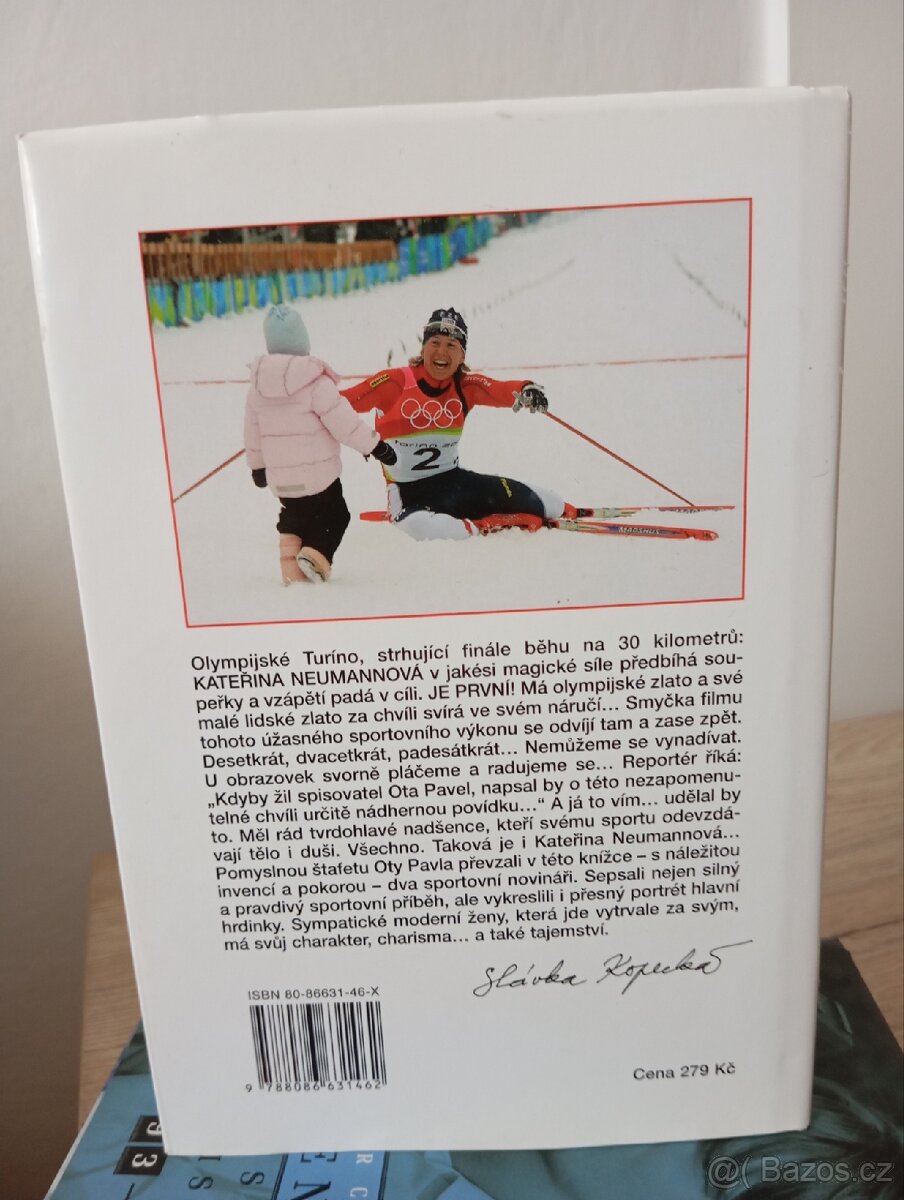 torino 20
2
MADSHUS
Olympijské Turíno, strhující finále běhu na 30 kilometrů:
KATEŘINA NEUMANNOVÁ v jakési magické síle předbíhá sou-
peřky a vzápětí padá v cíli. JE PRVNÍ! Má olympijské zlato a své
malé lidské zlato za chvíli svírá ve svém náručí... Smyčka filmu
tohoto úžasného sportovního výkonu se odvíjí tam a zase zpět.
Desetkrát, dvacetkrát, padesátkrát... Nemůžeme se vynadívat.
U obrazovek svorně pláčeme a radujeme se... Reportér říká:
„Kdyby žil spisovatel Ota Pavel, napsal by o této nezapomenu-
telné chvíli určitě nádhernou povídku...“ A já to vím... udělal by
to. Měl rád tvrdohlavé nadšence, kteří svému sportu odevzdá-
vají tělo i duši. Všechno. Taková je i Kateřina Neumannová...
Pomyslnou štafetu Oty Pavla převzali v této knížce – s náležitou
invencí a pokorou – dva sportovní novináři. Sepsali nejen silný
a pravdivý sportovní příběh, ale vykreslili i přesný portrét hlavní
hrdinky. Sympatické moderní ženy, která jde vytrvale za svým,
má svůj charakter, charisma... a také tajemství.
Slávka Kopecká
ISBN 80-86631-46-X
9 788086 631462
Cena 279 Kč
93
Bazos.cz